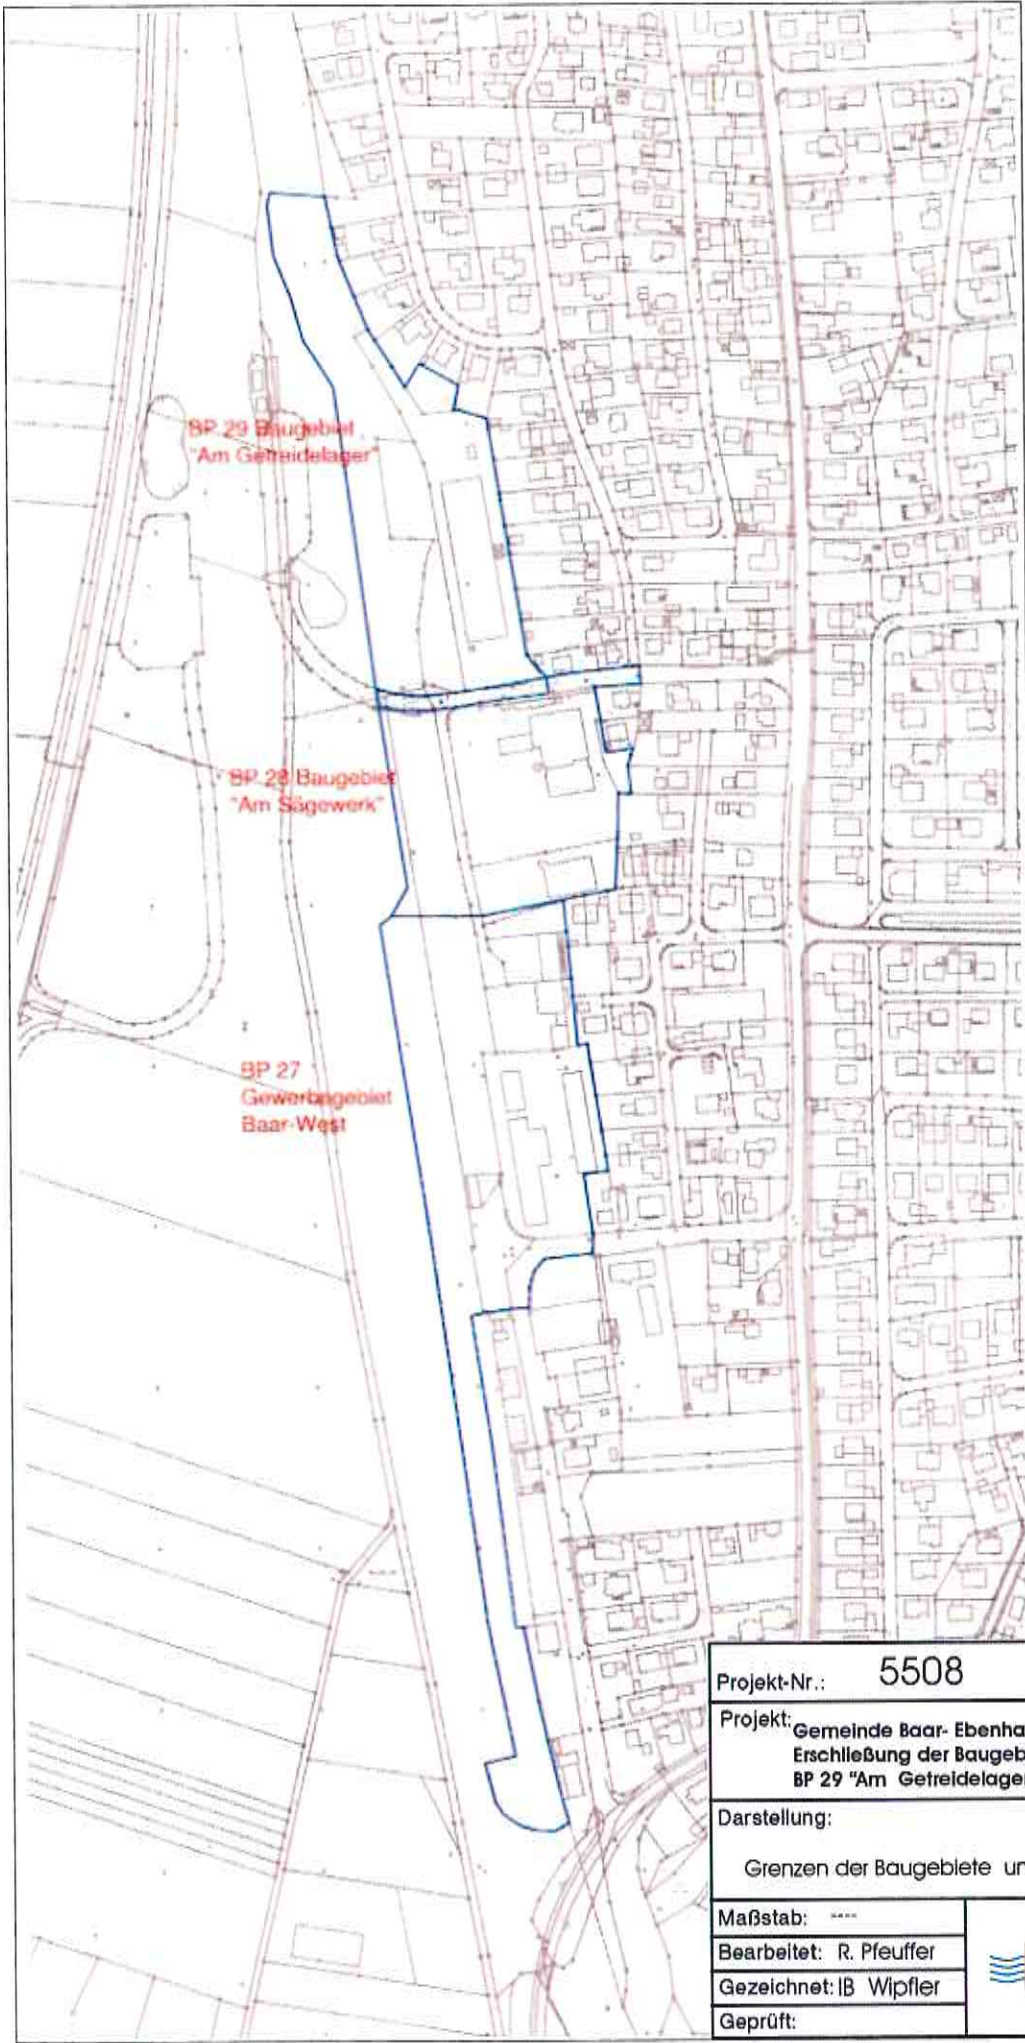 BP 29 Baugebiet
"Am Getreidelager"
BP 28 Baugebiet
"Am Sägewerk"
BP 27
Gewerbegebiet
Baar-West
Projekt-Nr.: 5508
Projekt: Gemeinde Baar- Ebenha
Erschließung der Baugeb
BP 29 "Am Getreidelager
Darstellung:
Grenzen der Baugebiete un
Maßstab: ----
Bearbeitet: R. Pfeuffer
Gezeichnet: IB Wipfler
Geprüft: